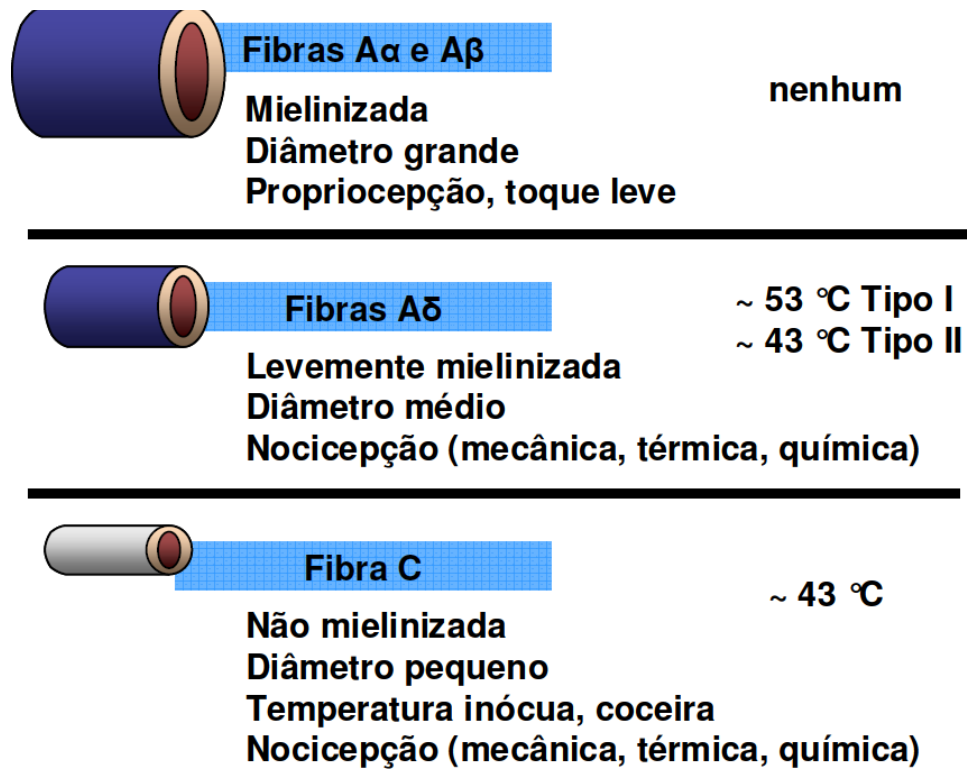 Fibras Aα e Aβ
nenhum
Mielinizada
Diâmetro grande
Propriocepção, toque leve
Fibras Aδ
~ 53 °C Tipo I
~ 43 °C Tipo II
Levemente mielinizada
Diâmetro médio
Nocicepção (mecânica, térmica, química)
Fibra C
~ 43 °C
Não mielinizada
Diâmetro pequeno
Temperatura inócua, coceira
Nocicepção (mecânica, térmica, química)